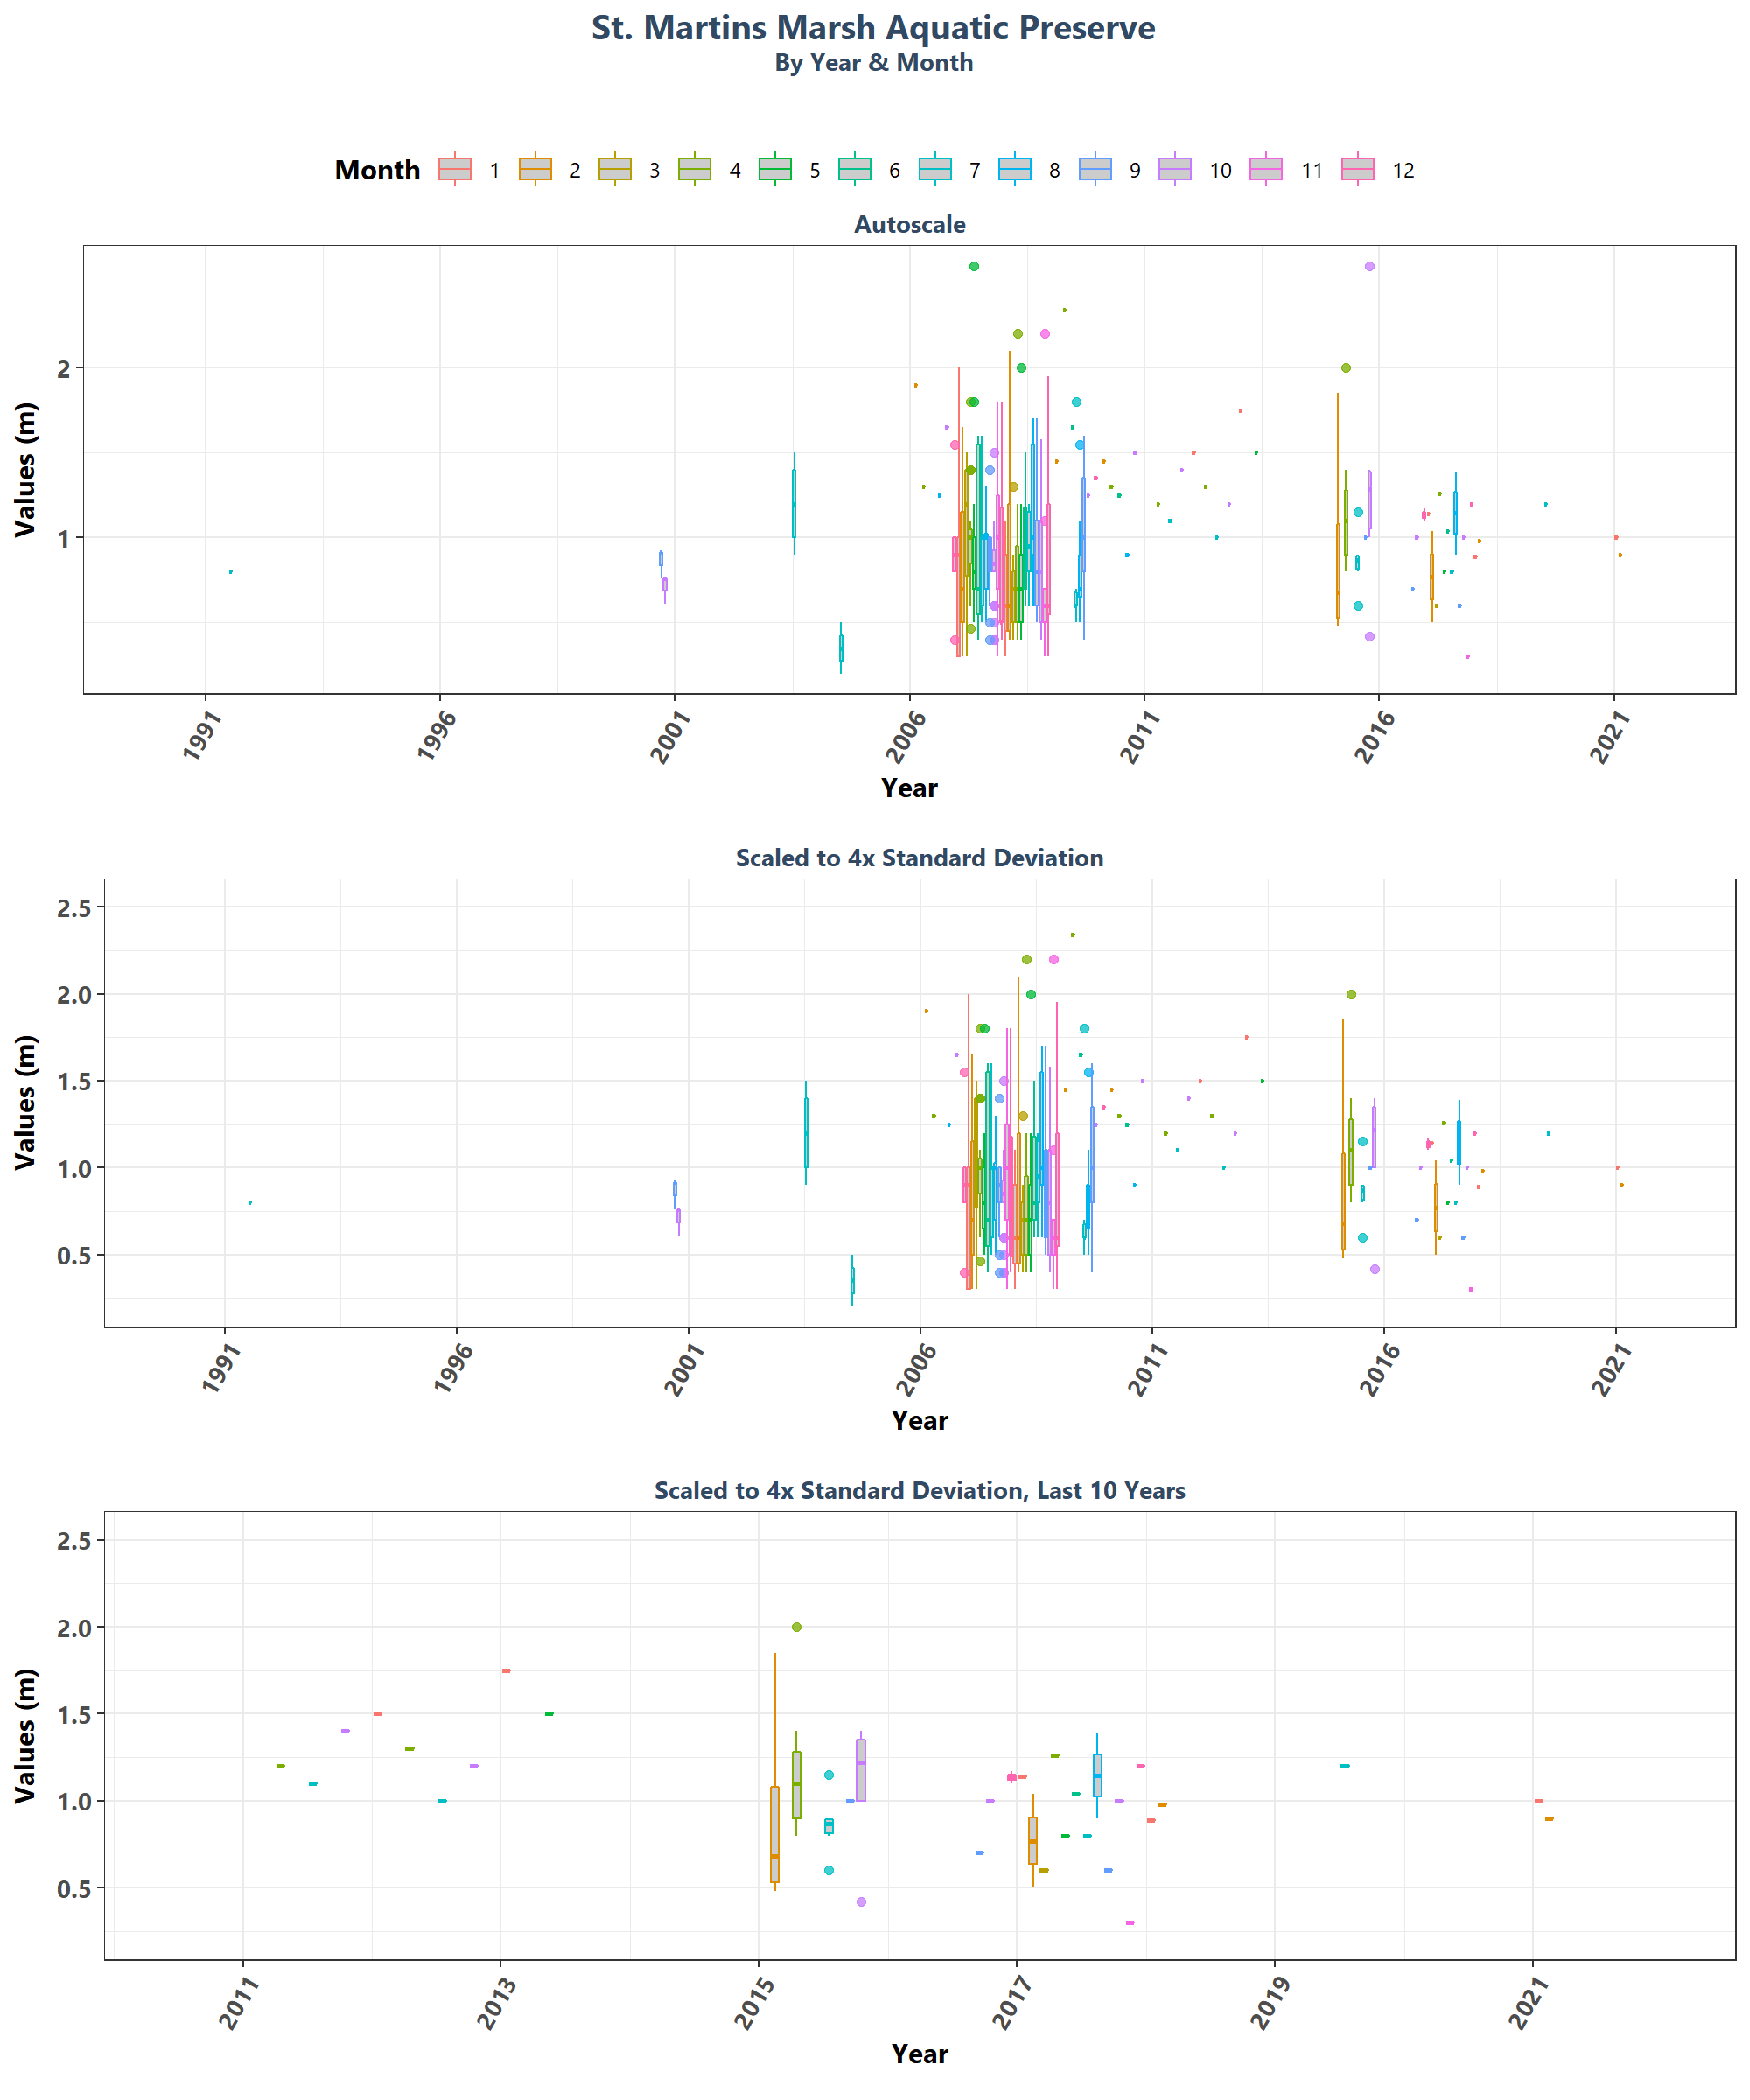 St. Martins Marsh Aquatic Preserve
By Year & Month
Month 1 2 3 4 5 6 7 8 9 10 11 12
Autoscale
Values (m)
2
1
1991 1996 2001 2006 2011 2016 2021
Year
Scaled to 4x Standard Deviation
Values (m)
2.5
2.0
1.5
1.0
0.5
1991 1996 2001 2006 2011 2016 2021
Year
Scaled to 4x Standard Deviation, Last 10 Years
Values (m)
2.5
2.0
1.5
1.0
0.5
2011 2013 2015 2017 2019 2021
Year